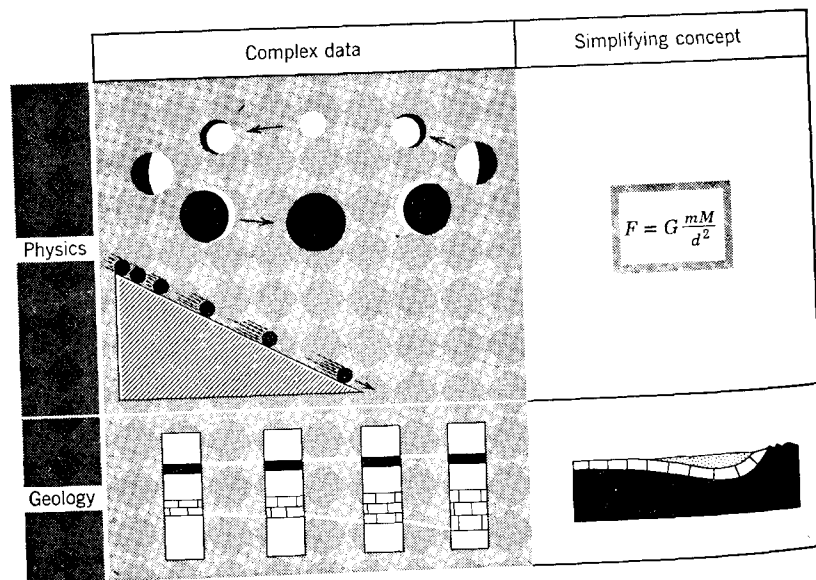 Complex data
Simplifying concept
Physics
F = G mM/d²
Geology